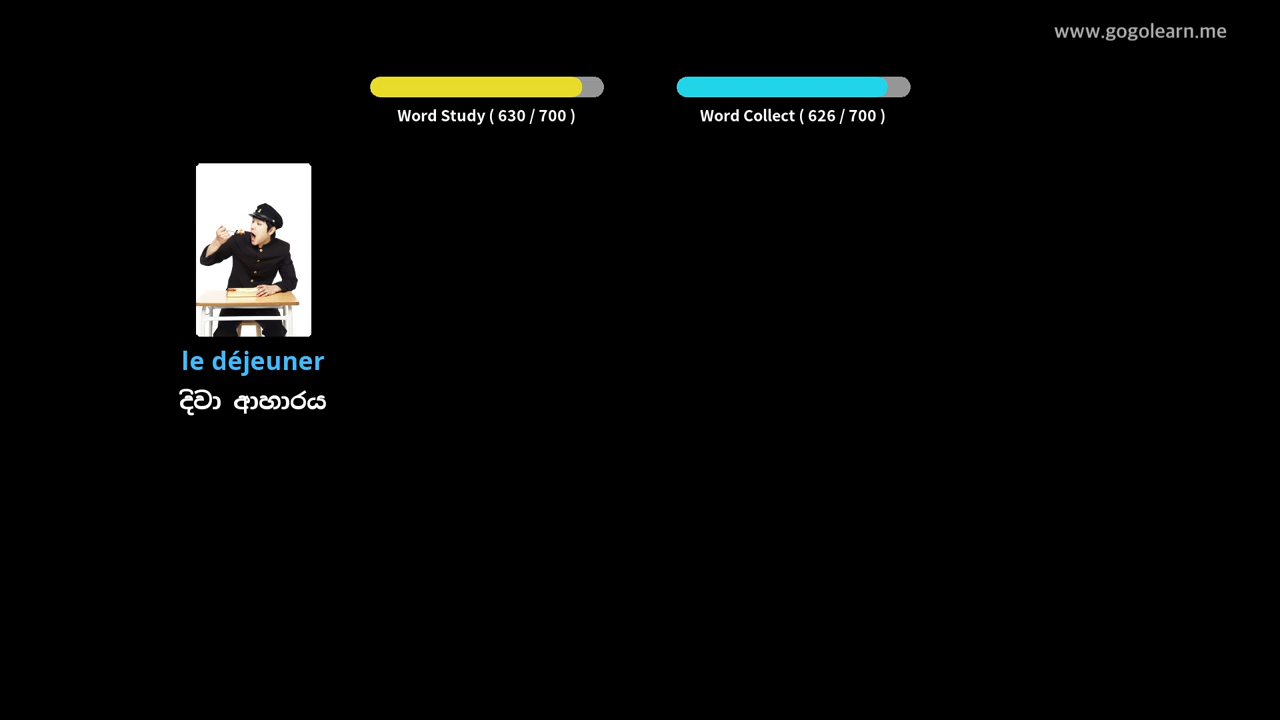 www.gogolearn.me
Word Study ( 630 / 700 )
Word Collect ( 626 / 700 )
le déjeuner
දිවා ආහාරය